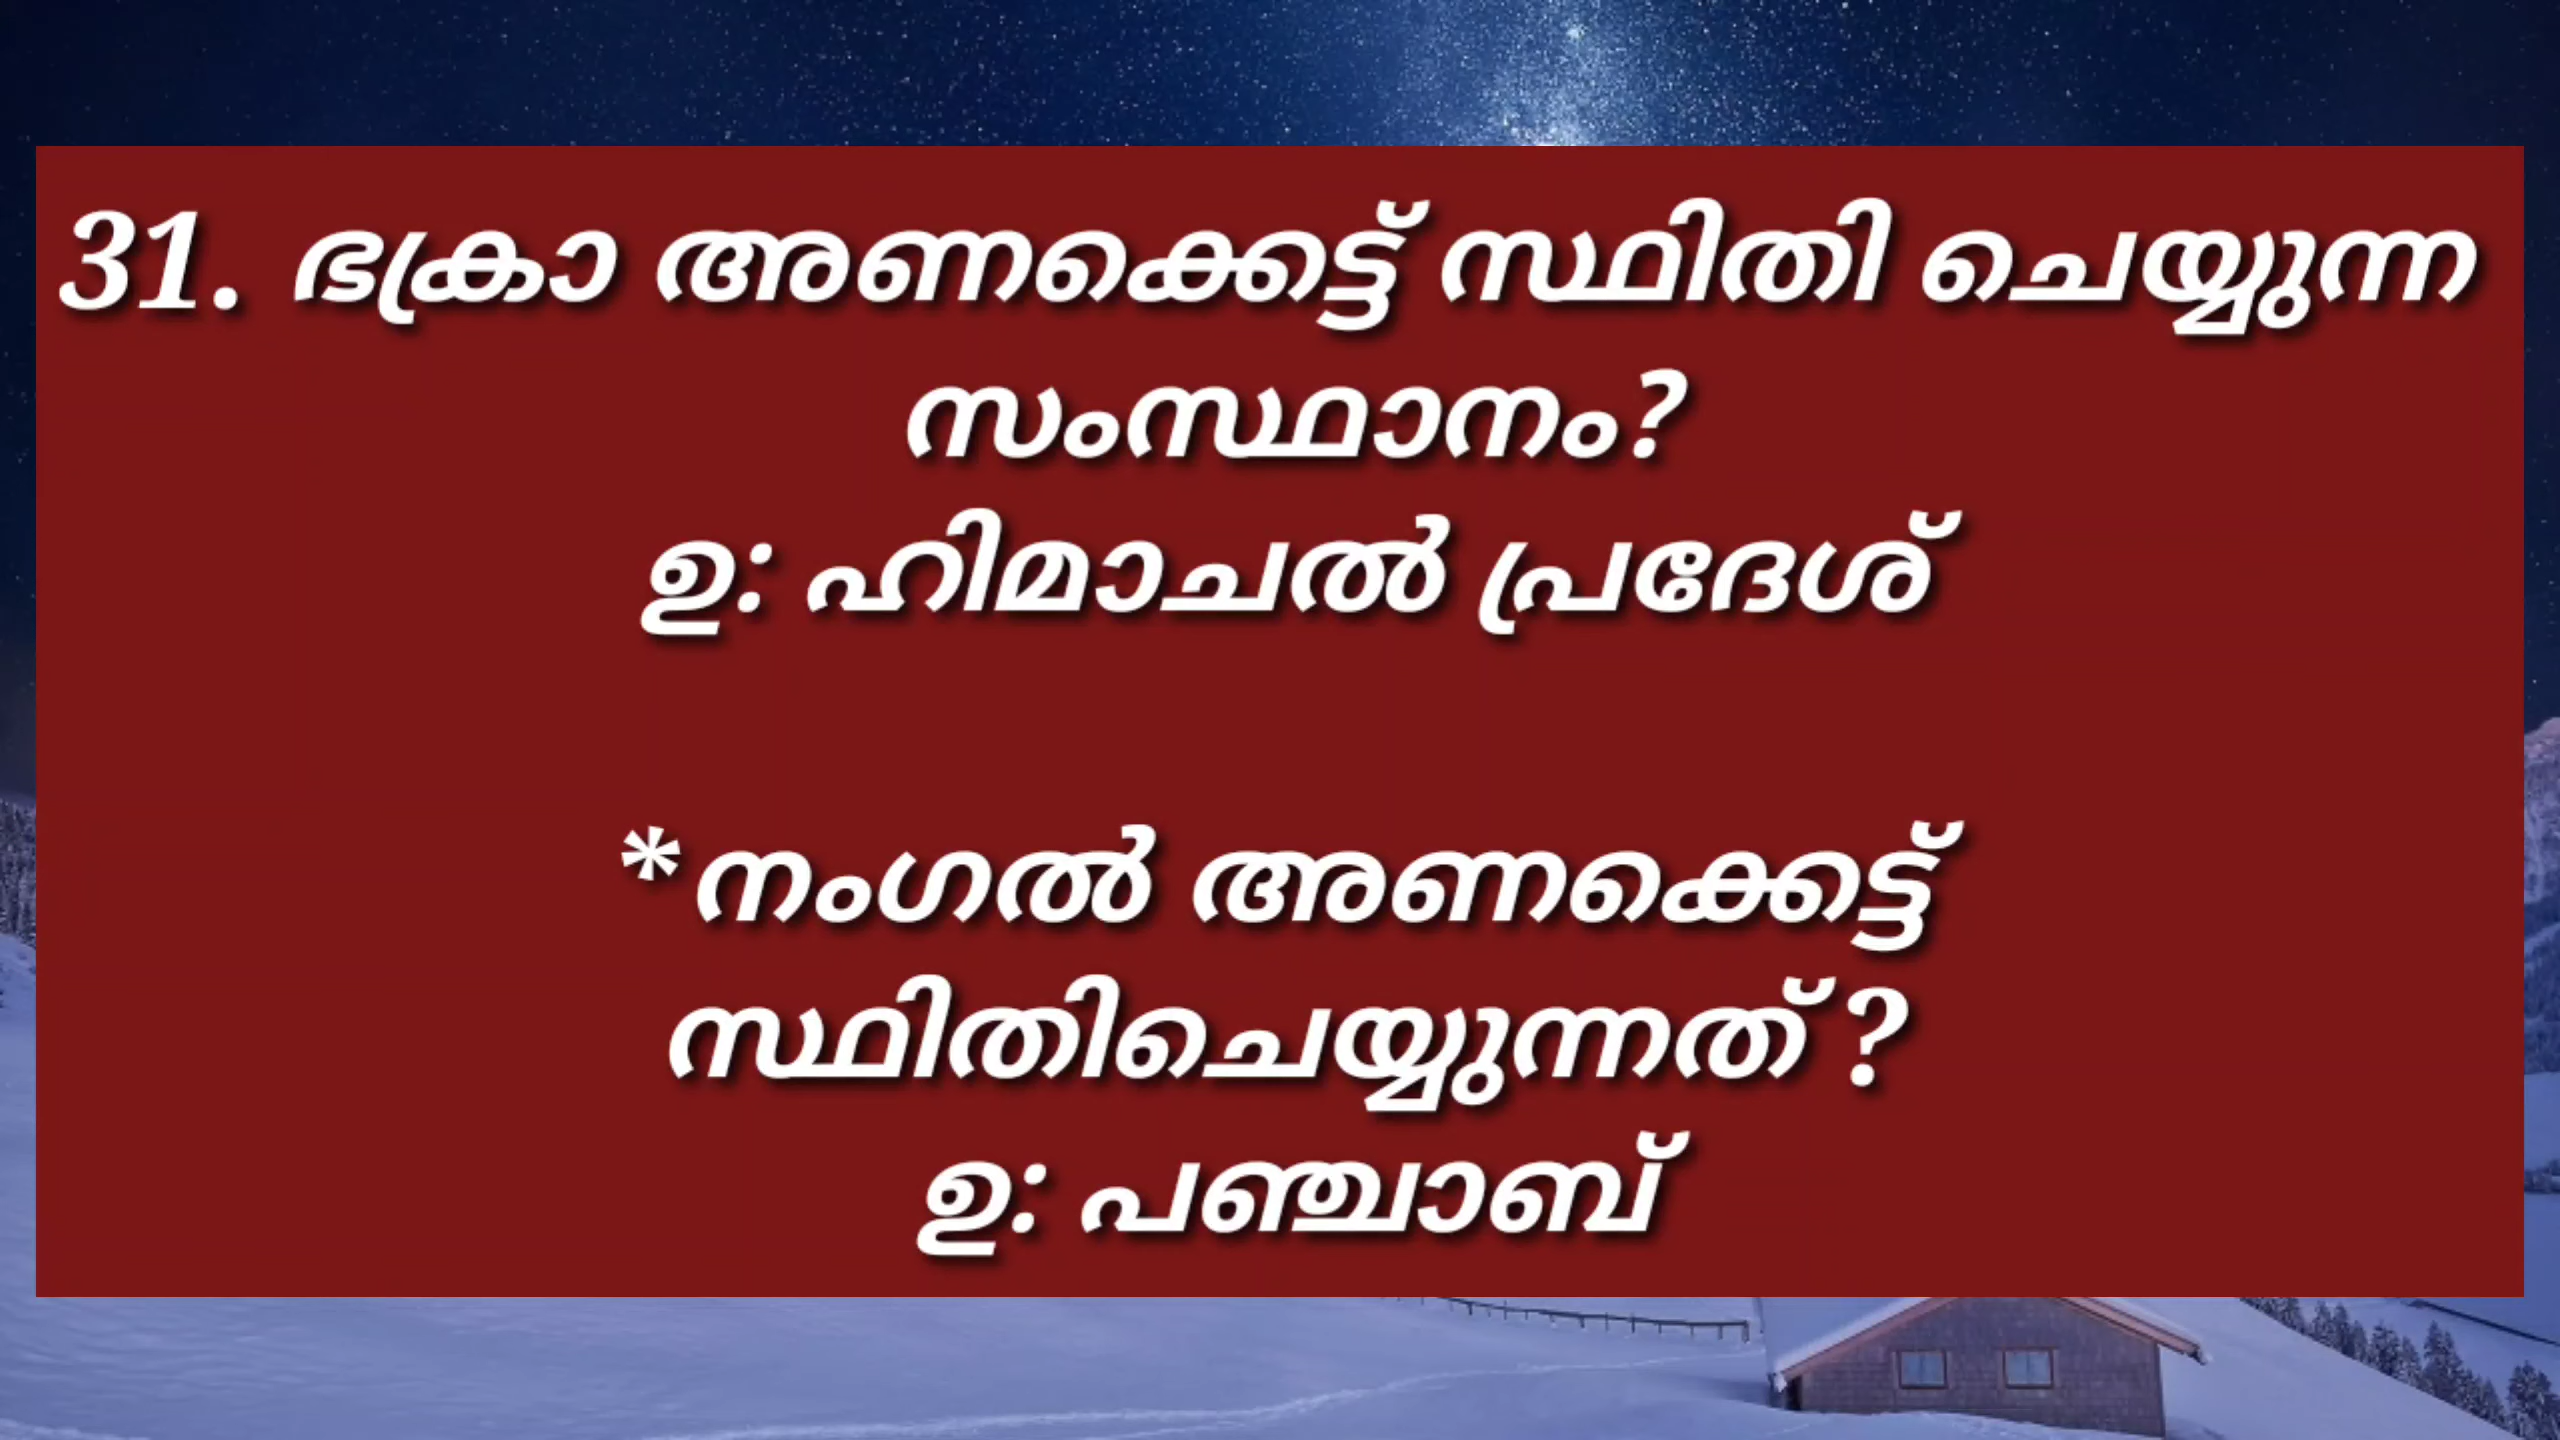 31. ഭക്രാ അണക്കെട്ട് സ്ഥിതി ചെയ്യുന്ന
സംസ്ഥാനം?
ഉ: ഹിമാചൽ പ്രദേശ്
*നംഗൽ അണക്കെട്ട്
സ്ഥിതിചെയ്യുന്നത് ?
ഉ: പഞ്ചാബ്